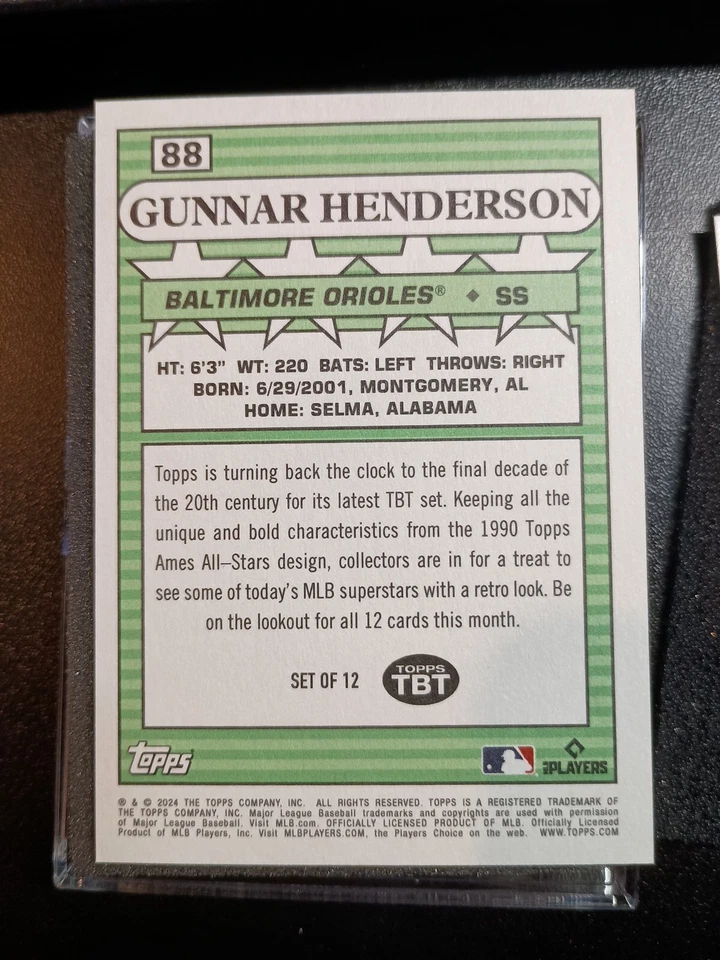 88
GUNNAR HENDERSON
BALTIMORE ORIOLES® ♦ SS
HT: 6'3" WT: 220 BATS: LEFT THROWS: RIGHT
BORN: 6/29/2001, MONTGOMERY, AL
HOME: SELMA, ALABAMA
Topps is turning back the clock to the final decade of
the 20th century for its latest TBT set. Keeping all the
unique and bold characteristics from the 1990 Topps
Ames All–Stars design, collectors are in for a treat to
see some of today's MLB superstars with a retro look. Be
on the lookout for all 12 cards this month.
SET OF 12
TOPPS
TBT
topps
PLAYERS
® & © 2024 THE TOPPS COMPANY, INC. ALL RIGHTS RESERVED. TOPPS IS A REGISTERED TRADEMARK OF
THE TOPPS COMPANY, INC. Major League Baseball trademarks and copyrights are used with permission
of Major League Baseball. Visit MLB.com. OFFICIALLY LICENSED PRODUCT OF MLB. Officially Licensed
Product of MLB Players, Inc. Visit MLBPLAYERS.COM, the Players Choice on the web. WWW.TOPPS.COM